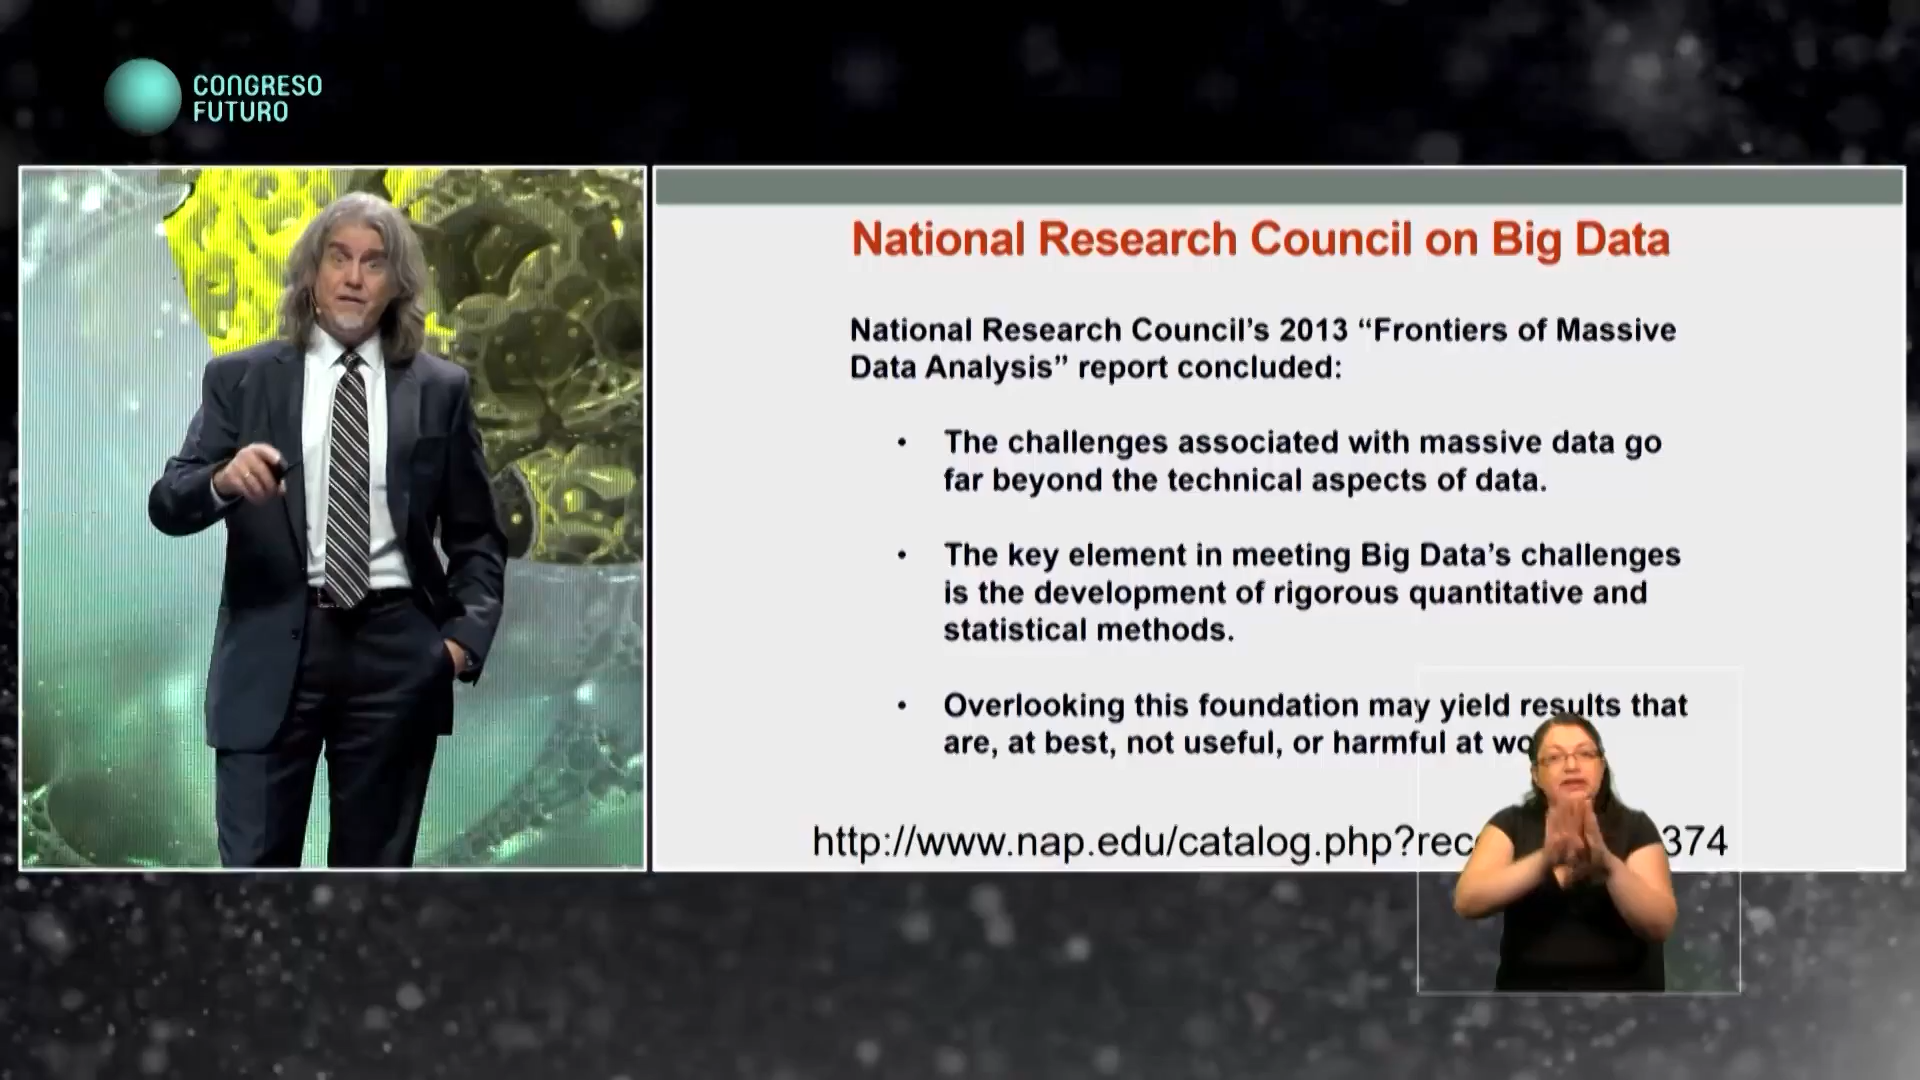 CONGRESO
FUTURO
National Research Council on Big Data
National Research Council’s 2013 “Frontiers of Massive
Data Analysis” report concluded:
• The challenges associated with massive data go
far beyond the technical aspects of data.
• The key element in meeting Big Data’s challenges
is the development of rigorous quantitative and
statistical methods.
• Overlooking this foundation may yield results that
are, at best, not useful, or harmful at
http://www.nap.edu/catalog.php?rec 374